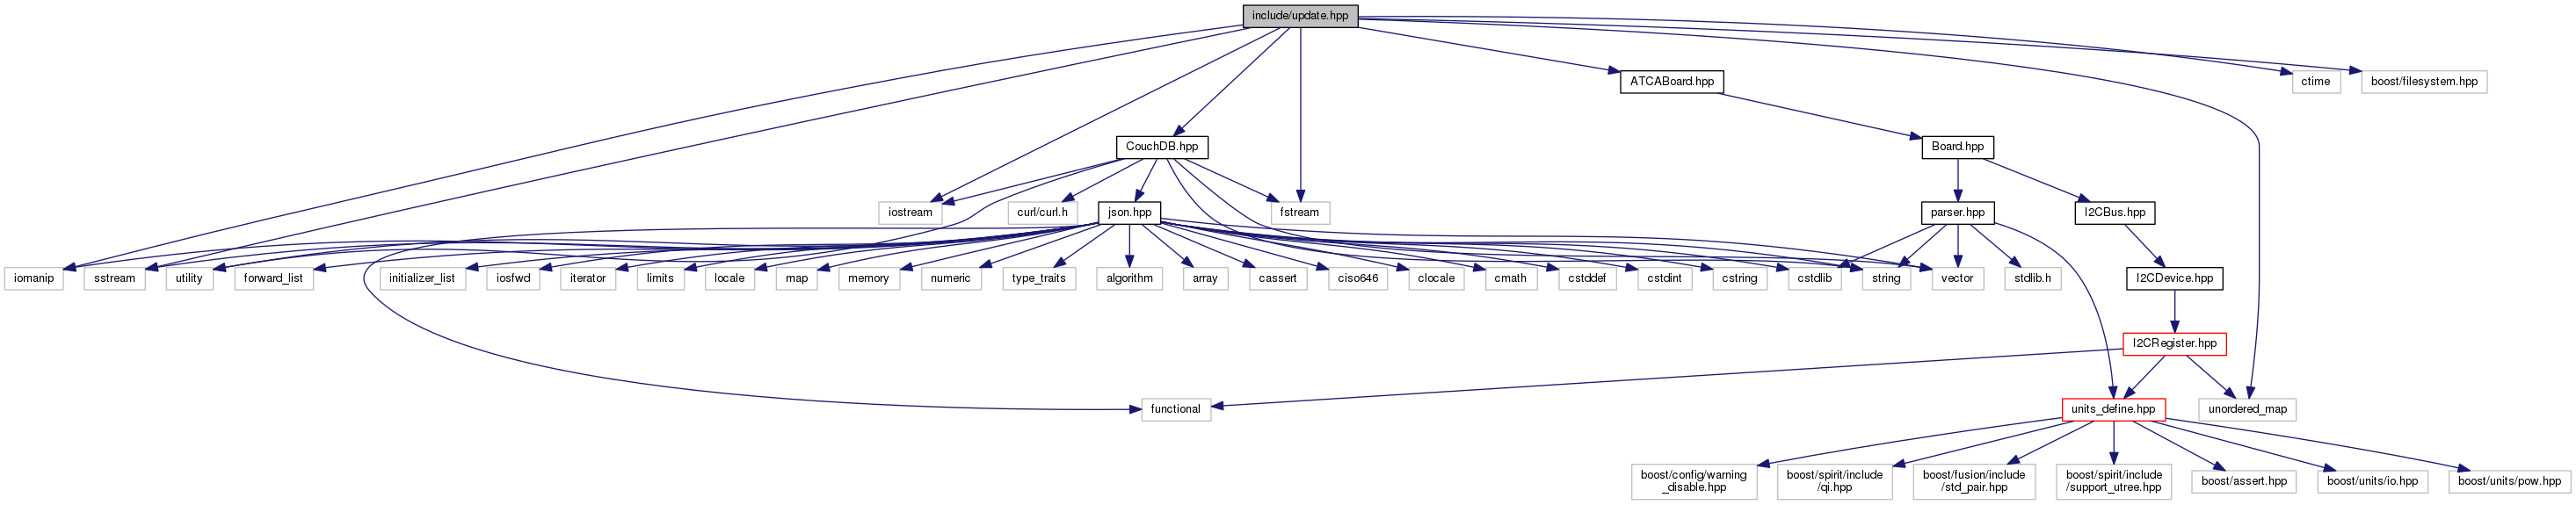 include/update.hpp
ATCABoard.hpp
ctime
boost/filesystem.hpp
CouchDB.hpp
Board.hpp
iostream
curl/curl.h
json.hpp
fstream
parser.hpp
I2CBus.hpp
iomanip
sstream
utility
forward_list
initializer_list
iosfwd
iterator
limits
locale
map
memory
numeric
type_traits
algorithm
array
cassert
ciso646
clocale
cmath
cstddef
cstdint
cstring
cstdlib
string
vector
stdlib.h
I2CDevice.hpp
I2CRegister.hpp
functional
units_define.hpp
unordered_map
boost/config/warning
_disable.hpp
boost/spirit/include
/qi.hpp
boost/fusion/include
/std_pair.hpp
boost/spirit/include
/support_utree.hpp
boost/assert.hpp
boost/units/io.hpp
boost/units/pow.hpp